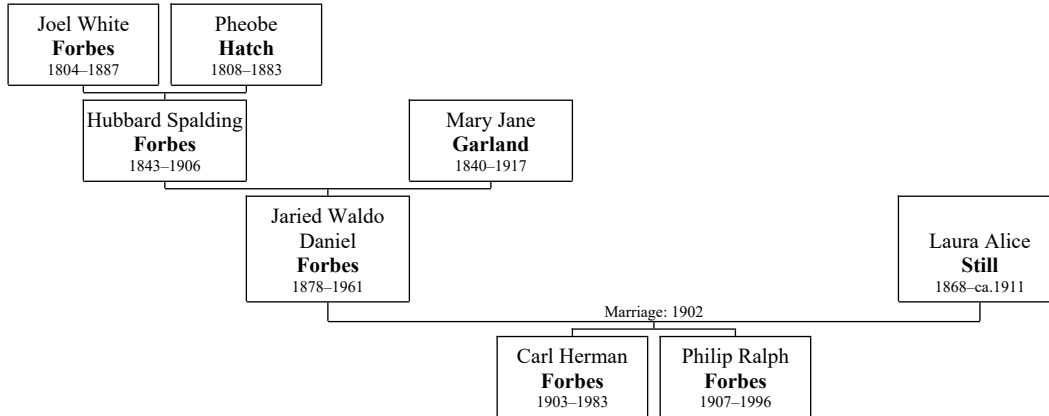 Joel White
Forbes
1804–1887
Pheobe
Hatch
1808–1883
Hubbard Spalding
Forbes
1843–1906
Mary Jane
Garland
1840–1917
Jaried Waldo
Daniel
Forbes
1878–1961
Laura Alice
Still
1868–ca.1911
Marriage: 1902
Carl Herman
Forbes
1903–1983
Philip Ralph
Forbes
1907–1996